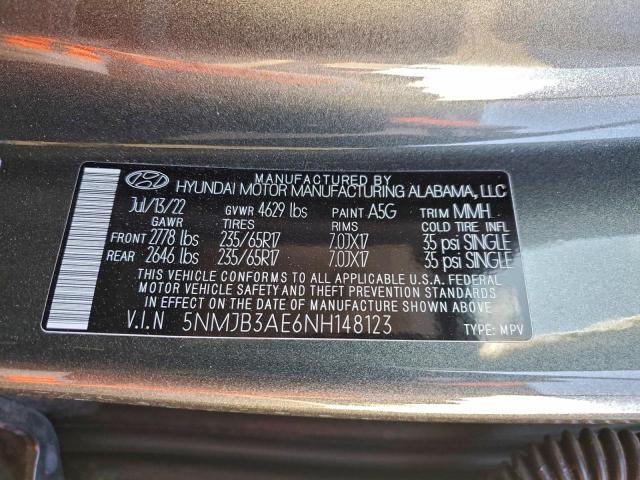 MANUFACTURED BY
HYUNDAI MOTOR MANUFACTURING ALABAMA, LLC
Jul/13/22 GVWR 4629 lbs PAINT A5G TRIM MMH
GAWR TIRES RIMS COLD TIRE INFL
FRONT 2778 lbs 235/65R17 7.0JX17 35 psi SINGLE
REAR 2646 lbs 235/65R17 7.0JX17 35 psi SINGLE
THIS VEHICLE CONFORMS TO ALL APPLICABLE U.S.A. FEDERAL
MOTOR VEHICLE SAFETY AND THEFT PREVENTION STANDARDS
IN EFFECT ON THE DATE OF MANUFACTURE SHOWN ABOVE.
V.I.N 5NMJB3AE6NH148123 TYPE: MPV